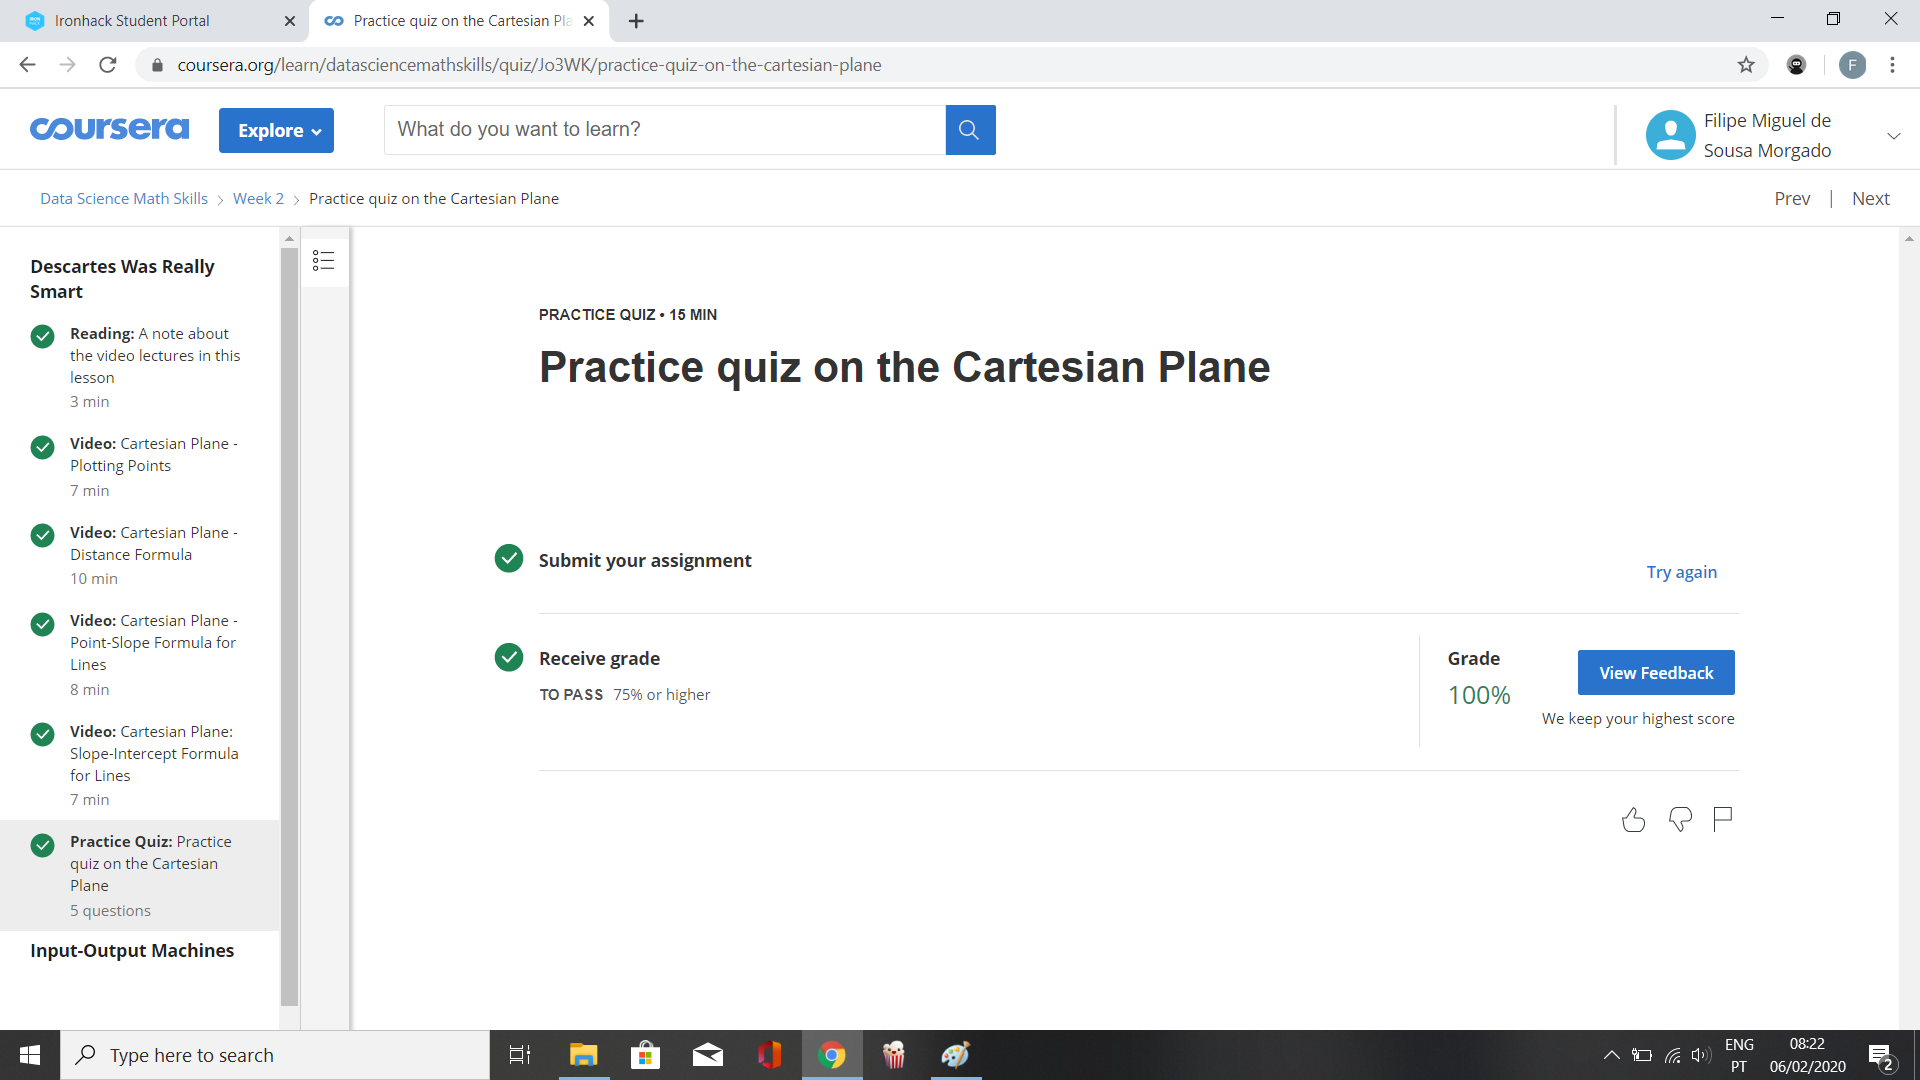 Ironhack Student Portal
Practice quiz on the Cartesian Pla
coursera.org/learn/datasciencemathskills/quiz/Jo3WK/practice-quiz-on-the-cartesian-plane
F
coursera
Explore
What do you want to learn?
Filipe Miguel de
Sousa Morgado
Data Science Math Skills > Week 2 > Practice quiz on the Cartesian Plane
Prev | Next
Descartes Was Really
Smart
Reading: A note about
the video lectures in this
lesson
3 min
Video: Cartesian Plane -
Plotting Points
7 min
Video: Cartesian Plane -
Distance Formula
10 min
Video: Cartesian Plane -
Point-Slope Formula for
Lines
8 min
Video: Cartesian Plane:
Slope-Intercept Formula
for Lines
7 min
Practice Quiz: Practice
quiz on the Cartesian
Plane
5 questions
Input-Output Machines
PRACTICE QUIZ • 15 MIN
Practice quiz on the Cartesian Plane
Submit your assignment
Try again
Receive grade
TO PASS 75% or higher
Grade
100%
View Feedback
We keep your highest score
Type here to search
ENG
PT
08:22
06/02/2020
2